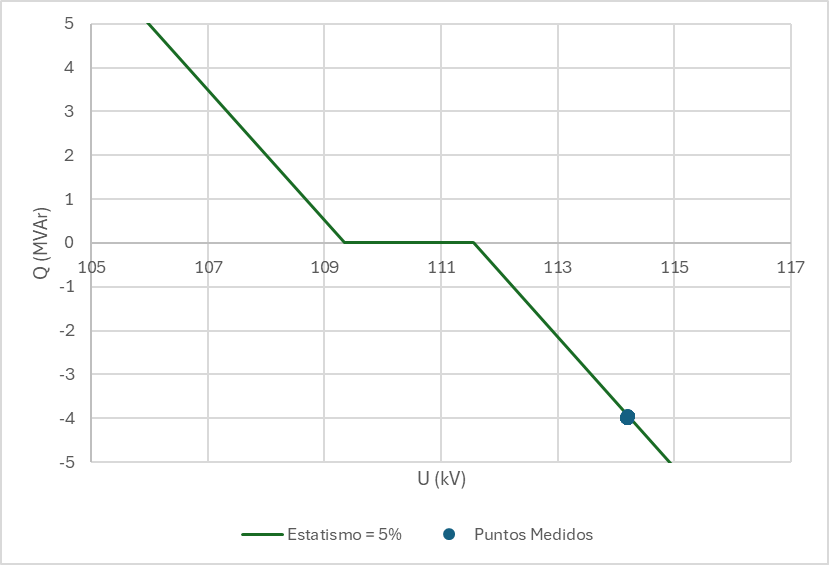 5
4
3
2
1
0
-1
-2
-3
-4
-5
Q (MVAr)
105 107 109 111 113 115 117
U (kV)
Estatismo = 5% Puntos Medidos